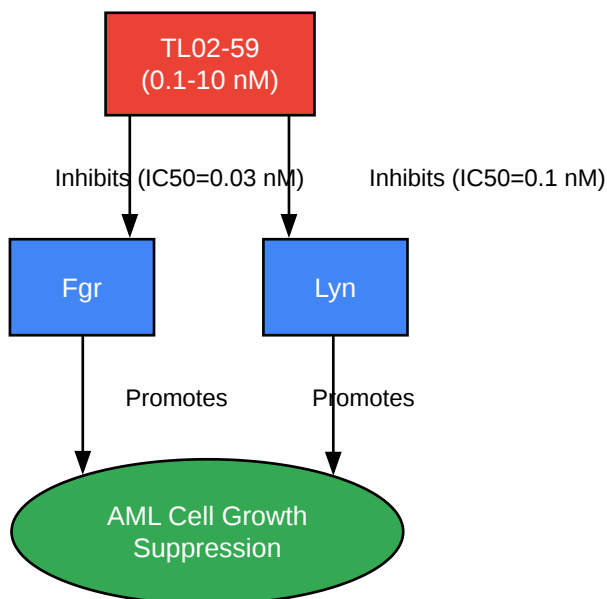 TL02-59
(0.1-10 nM)
Inhibits (IC50=0.03 nM)
Inhibits (IC50=0.1 nM)
Fgr
Lyn
Promotes
Promotes
AML Cell Growth
Suppression